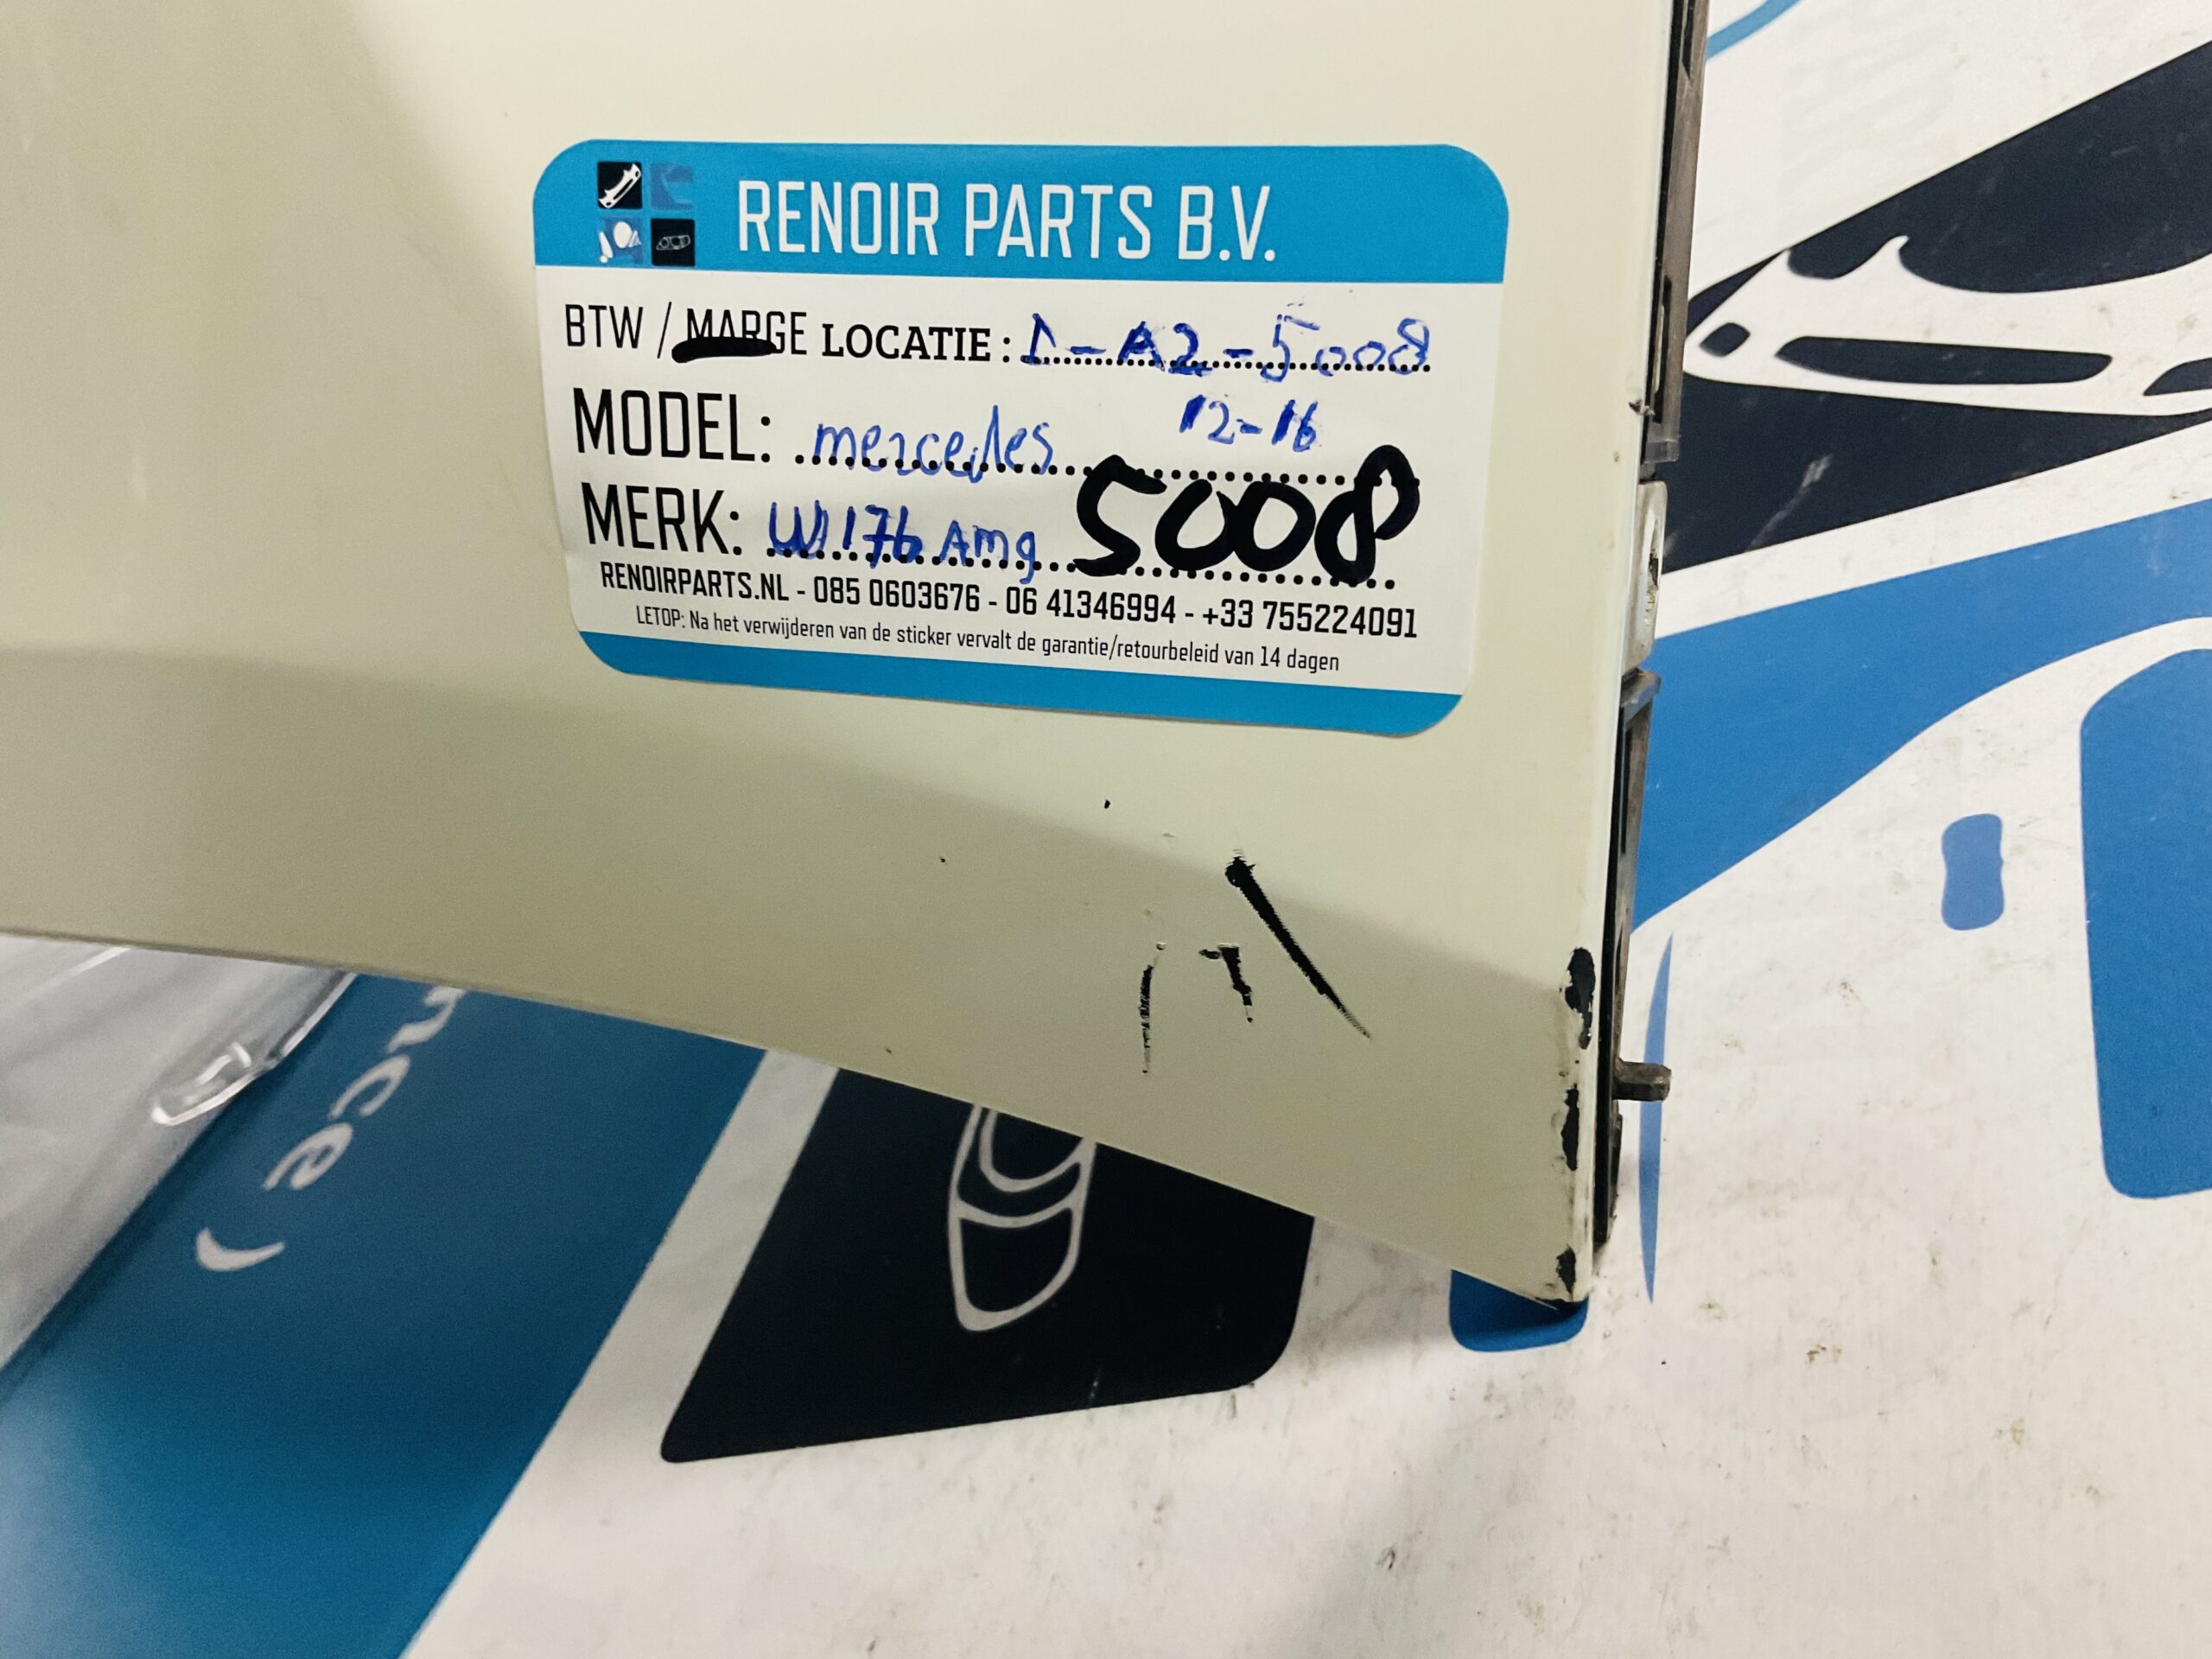 RENOIR PARTS B.V.
BTW / MARGE LOCATIE : D-A2-5008
12-16
MODEL: mercedes
MERK: W176 Amg 5008
RENOIRPARTS.NL - 085 0603676 - 06 41346994 - +33 755224091
LETOP: Na het verwijderen van de sticker vervalt de garantie/retourbeleid van 14 dagen
nce)